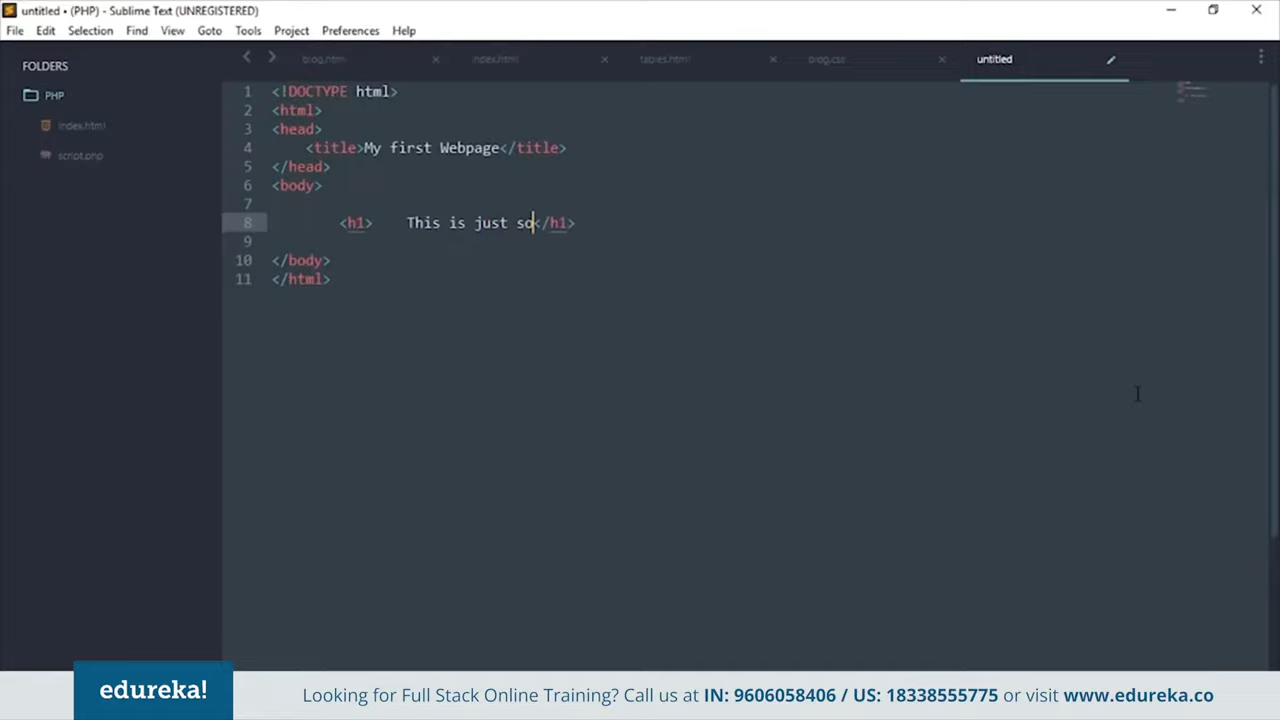 untitled • (PHP) - Sublime Text (UNREGISTERED)
File Edit Selection Find View Goto Tools Project Preferences Help
FOLDERS
PHP
index.html
script.php
blog.html index.html tables.html blog.css untitled
1 <!DOCTYPE html>
2 <html>
3 <head>
4 <title>My first Webpage</title>
5 </head>
6 <body>
7
8 <h1> This is just so</h1>
9
10 </body>
11 </html>
edureka!
Looking for Full Stack Online Training? Call us at IN: 9606058406 / US: 18338555775 or visit www.edureka.co